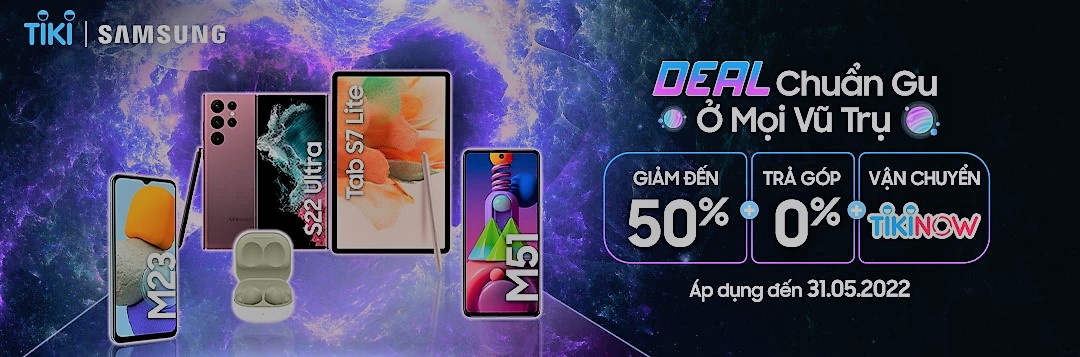 TIKI | SAMSUNG
DEAL Chuẩn Gu
Ở Mọi Vũ Trụ
GIẢM ĐẾN
50%
+
TRẢ GÓP
0%
+
VẬN CHUYỂN
TIKINOW
Áp dụng đến 31.05.2022
M23
S22 Ultra
Tab S7 Lite
M51
SAMSUNG